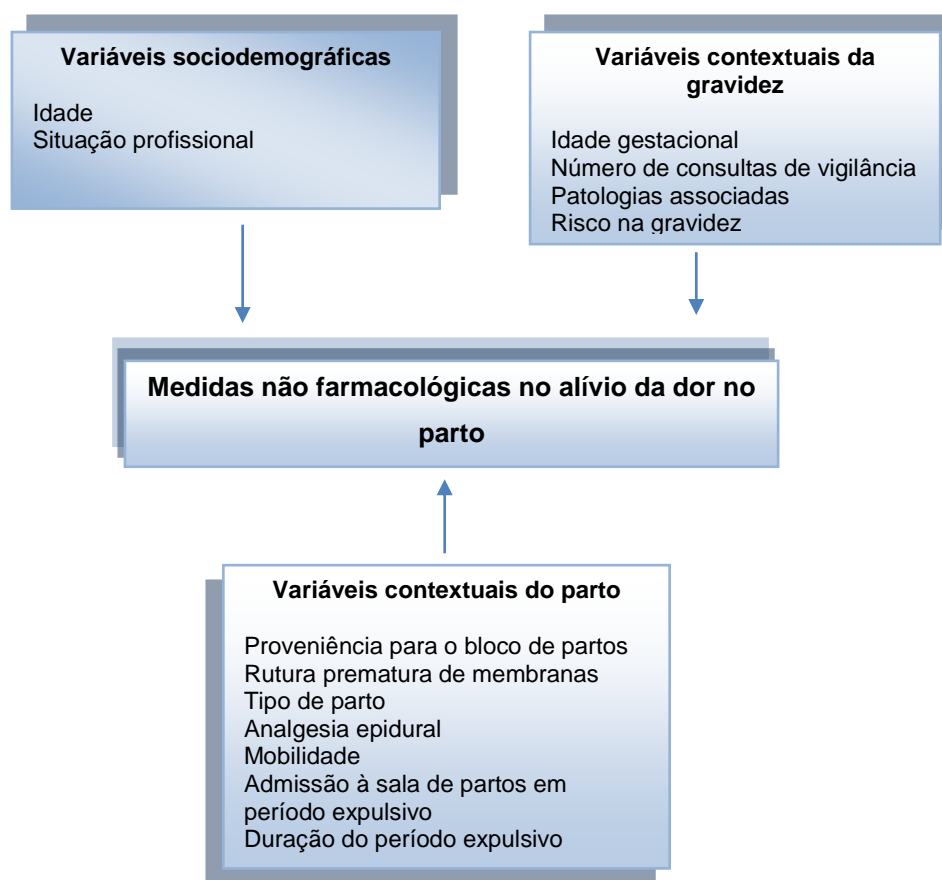 Variáveis sociodemográficas
Idade
Situação profissional
Variáveis contextuais da
gravidez
Idade gestacional
Número de consultas de vigilância
Patologias associadas
Risco na gravidez
Medidas não farmacológicas no alívio da dor no
parto
Variáveis contextuais do parto
Proveniência para o bloco de partos
Rutura prematura de membranas
Tipo de parto
Analgesia epidural
Mobilidade
Admissão à sala de partos em
período expulsivo
Duração do período expulsivo